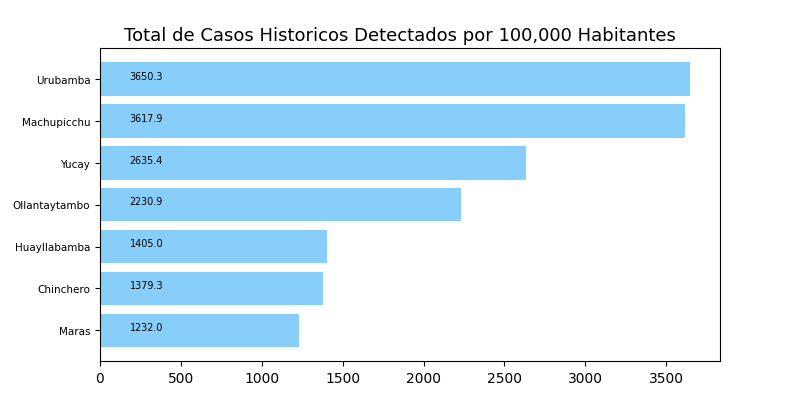 Total de Casos Historicos Detectados por 100,000 Habitantes
Urubamba 3650.3
Machupicchu 3617.9
Yucay 2635.4
Ollantaytambo 2230.9
Huayllabamba 1405.0
Chinchero 1379.3
Maras 1232.0
0 500 1000 1500 2000 2500 3000 3500